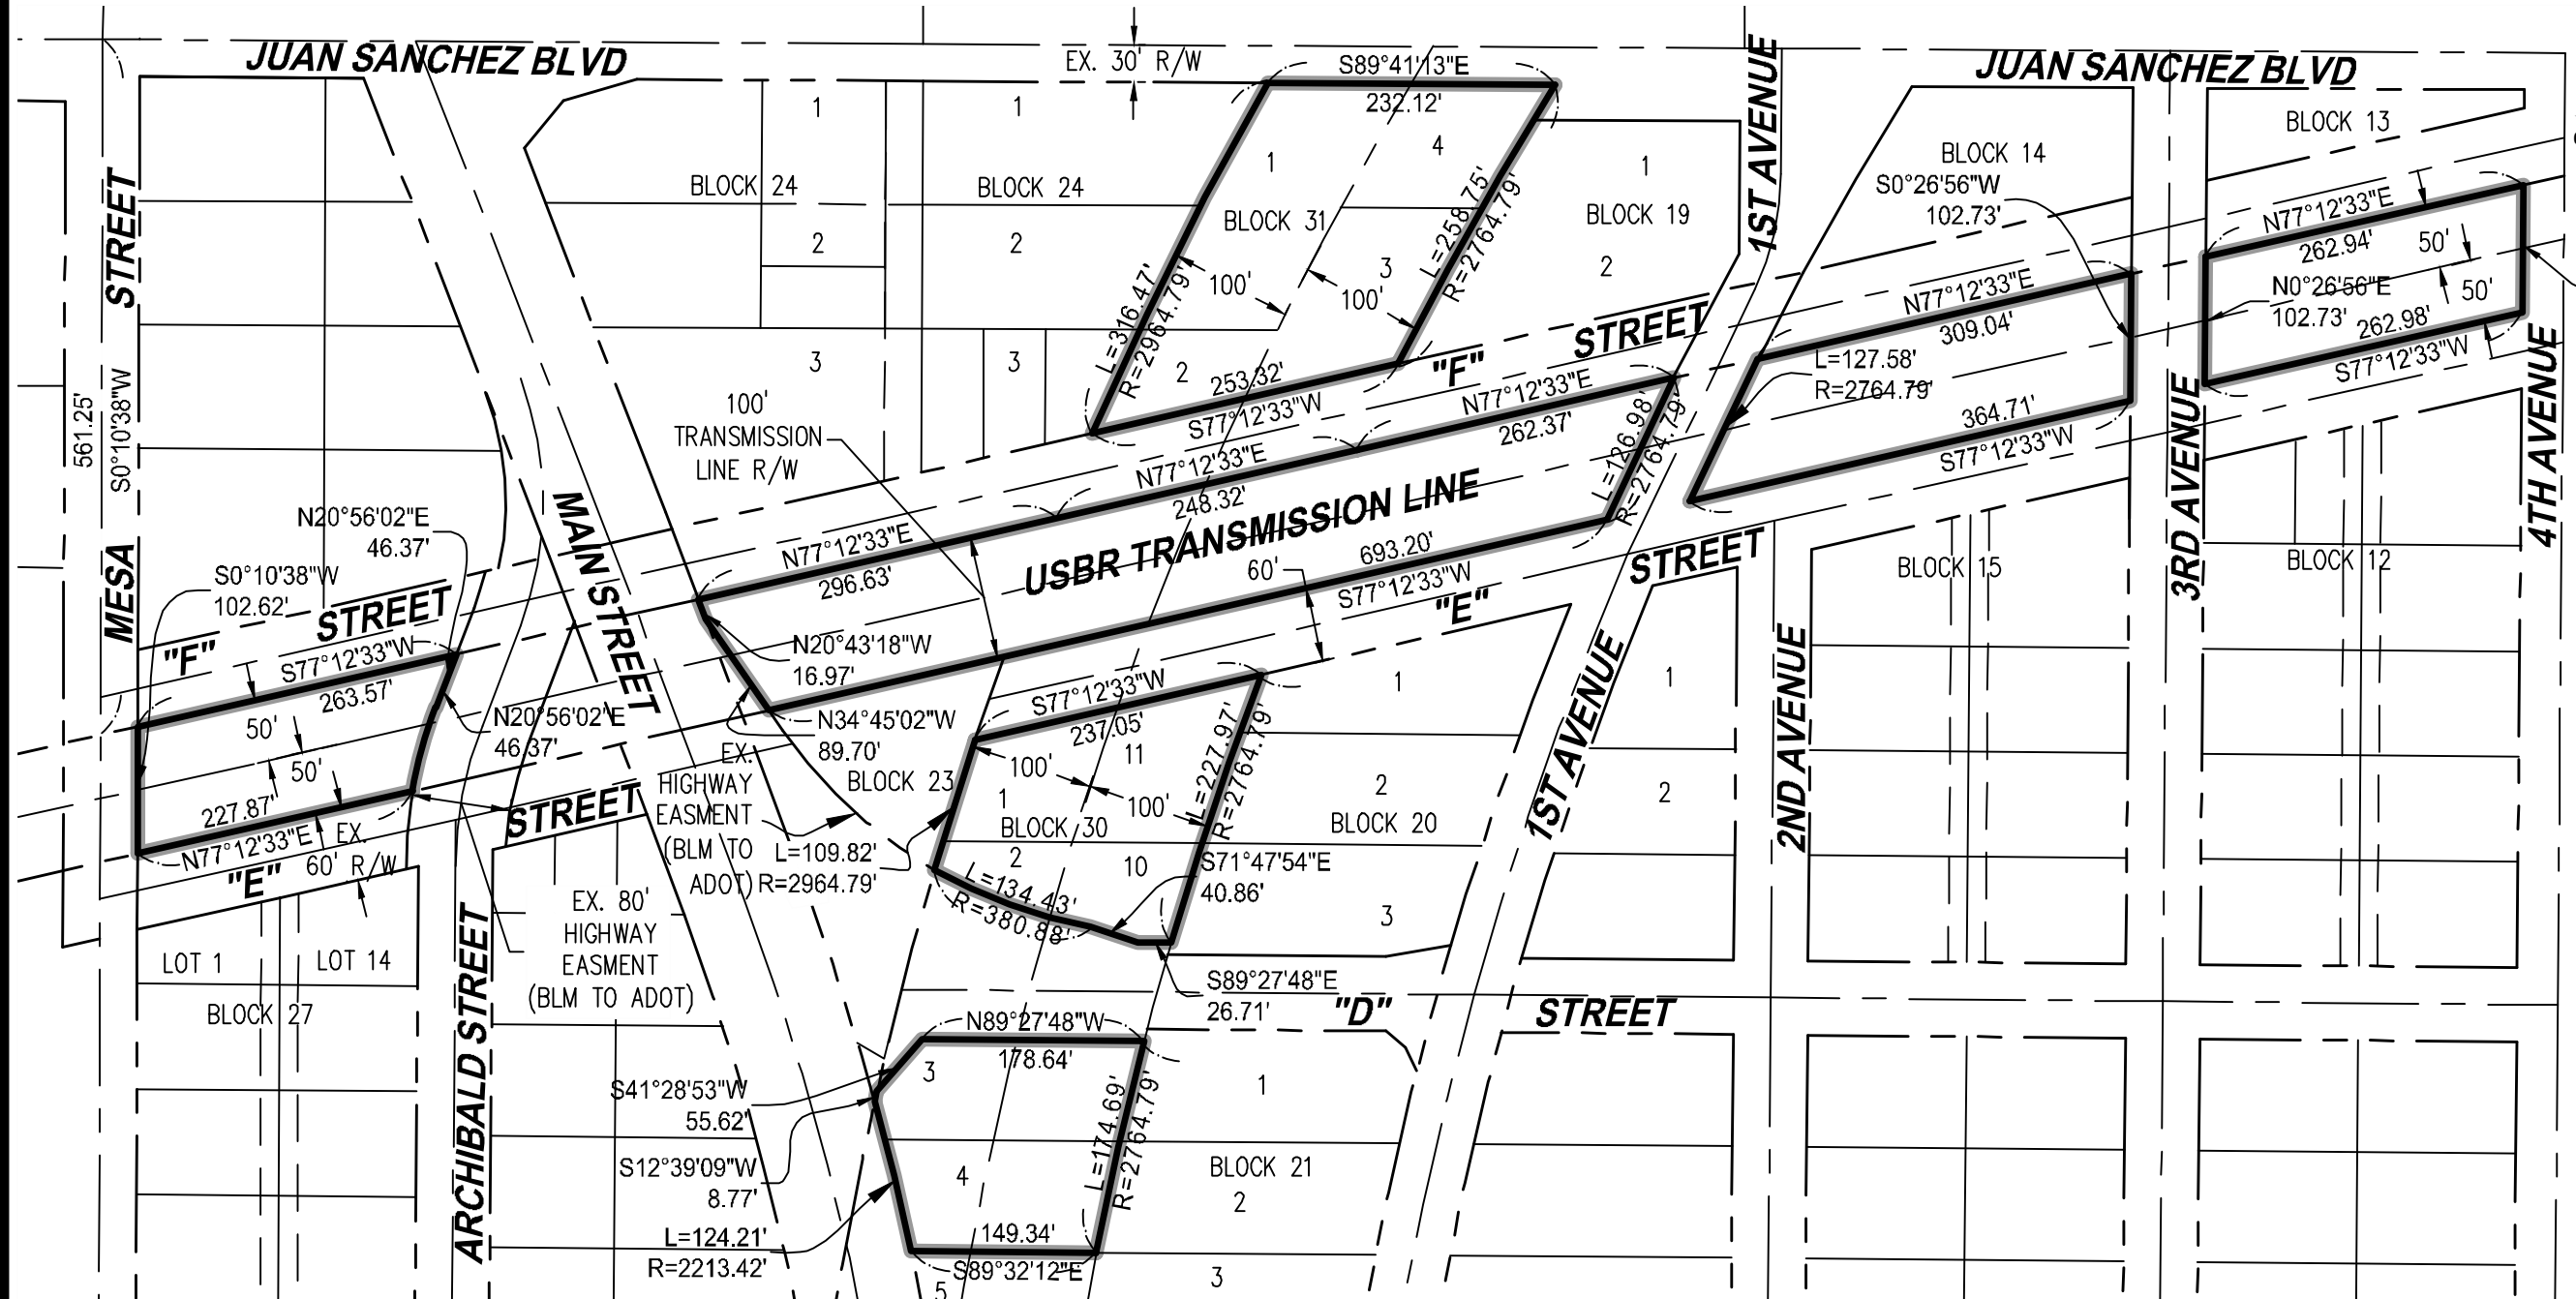 JUAN SANCHEZ BLVD
EX. 30' R/W
S89°41'13"E
232.12'
1ST AVENUE
JUAN SANCHEZ BLVD
BLOCK 13
1
1
1
4
1
BLOCK 14
BLOCK 24
BLOCK 24
BLOCK 31
BLOCK 19
S0°26'56"W
102.73'
N77°12'33"E
262.94'
50'
50'
2
2
3
2
L=258.75'
R=2764.79'
L=316.47'
R=2964.79'
100'
100'
N77°12'33"E
309.04'
N0°26'56"E
102.73'
262.98'
S77°12'33"W
STREET
MESA
561.25'
S0°10'38"W
3
3
2
253.32'
S77°12'33"W
"F"
STREET
L=127.58'
R=2764.79'
364.71'
S77°12'33"W
3RD AVENUE
4TH AVENUE
100'
TRANSMISSION
LINE R/W
N77°12'33"E
262.37'
N77°12'33"E
248.32'
L=126.98'
R=2764.79'
N20°56'02"E
46.37'
MAIN STREET
N77°12'33"E
296.63'
USBR TRANSMISSION LINE
693.20'
S77°12'33"W
60'
STREET
"E"
BLOCK 15
BLOCK 12
S0°10'38"W
102.62'
"F"
STREET
S77°12'33"W
263.57'
N20°43'18"W
16.97'
1
1
50'
50'
N20°56'02"E
46.37'
N34°45'02"W
89.70'
S77°12'33"W
237.05'
11
100'
100'
L=227.97'
R=2764.79'
1ST AVENUE
2ND AVENUE
227.87'
N77°12'33"E
EX.
60' R/W
"E"
STREET
EX.
HIGHWAY
EASMENT
(BLM TO
ADOT)
BLOCK 23
L=109.82'
R=2964.79'
1
BLOCK 30
2
10
2
BLOCK 20
2
S71°47'54"E
40.86'
L=134.43'
R=380.88'
3
LOT 1
LOT 14
BLOCK 27
ARCHIBALD STREET
EX. 80'
HIGHWAY
EASMENT
(BLM TO ADOT)
S89°27'48"E
26.71'
"D"
STREET
N89°27'48"W
178.64'
3
1
S41°28'53"W
55.62'
S12°39'09"W
8.77'
L=124.21'
R=2213.42'
4
L=174.69'
R=2764.79'
BLOCK 21
2
149.34'
S89°32'12"E
5
3